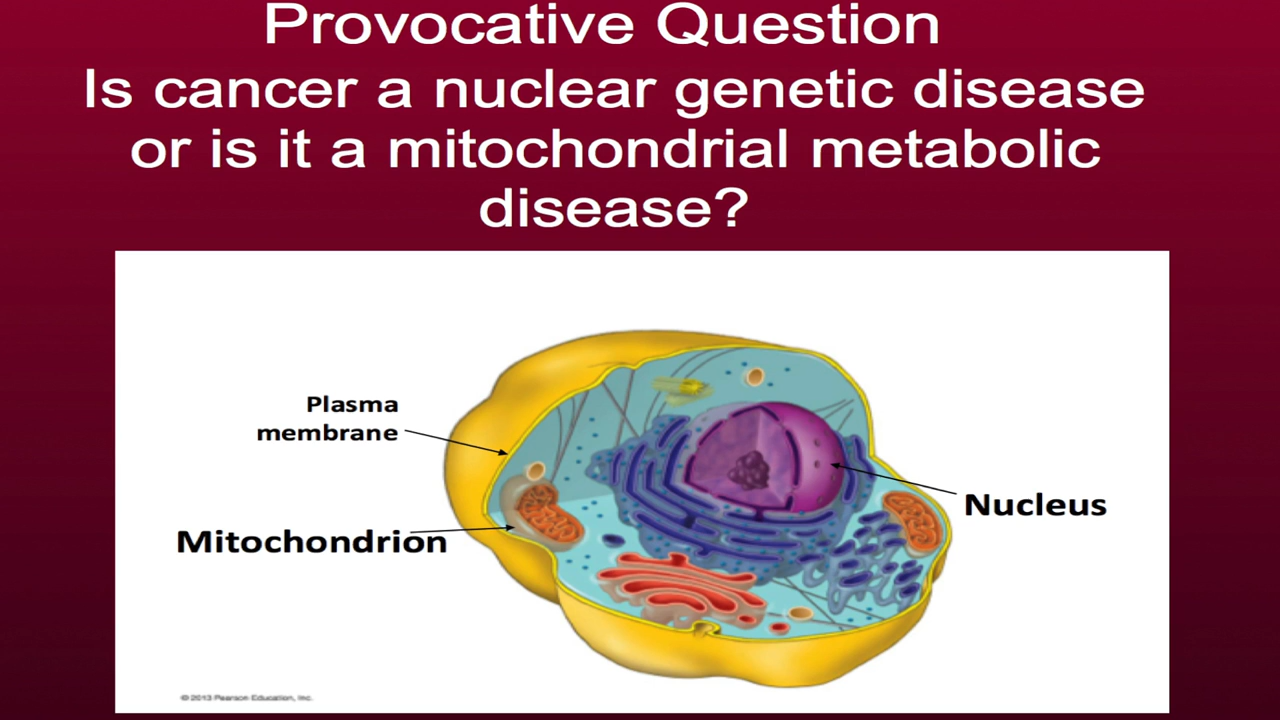 Provocative Question
Is cancer a nuclear genetic disease
or is it a mitochondrial metabolic
disease?
Plasma
membrane
Mitochondrion
Nucleus
© 2013 Pearson Education, Inc.